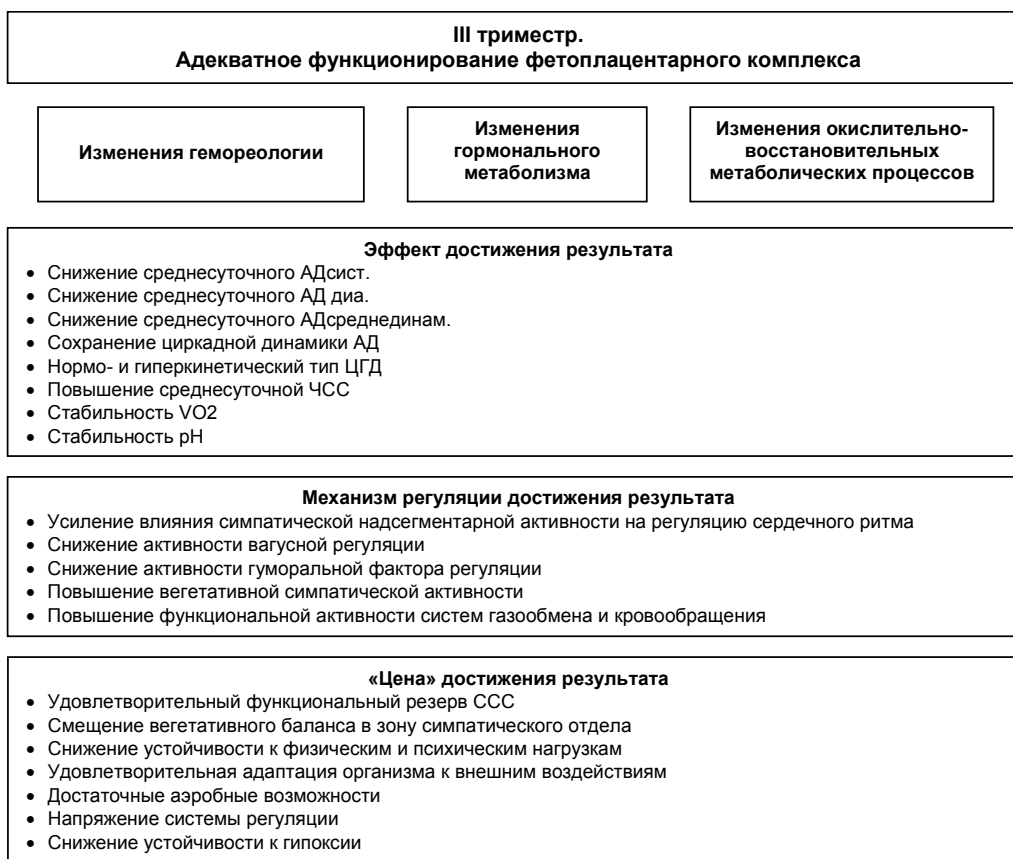 III триместр.
Адекватное функционирование фетоплацентарного комплекса
Изменения гемореологии
Изменения
гормонального
метаболизма
Изменения окислительно-
восстановительных
метаболических процессов
Эффект достижения результата
• Снижение среднесуточного АДсист.
• Снижение среднесуточного АД диа.
• Снижение среднесуточного АДсреднединам.
• Сохранение циркадной динамики АД
• Нормо- и гиперкинетический тип ЦГД
• Повышение среднесуточной ЧСС
• Стабильность VO2
• Стабильность pH
Механизм регуляции достижения результата
• Усиление влияния симпатической надсегментарной активности на регуляцию сердечного ритма
• Снижение активности вагусной регуляции
• Снижение активности гуморальной фактора регуляции
• Повышение вегетативной симпатической активности
• Повышение функциональной активности систем газообмена и кровообращения
«Цена» достижения результата
• Удовлетворительный функциональный резерв ССС
• Смещение вегетативного баланса в зону симпатического отдела
• Снижение устойчивости к физическим и психическим нагрузкам
• Удовлетворительная адаптация организма к внешним воздействиям
• Достаточные аэробные возможности
• Напряжение системы регуляции
• Снижение устойчивости к гипоксии